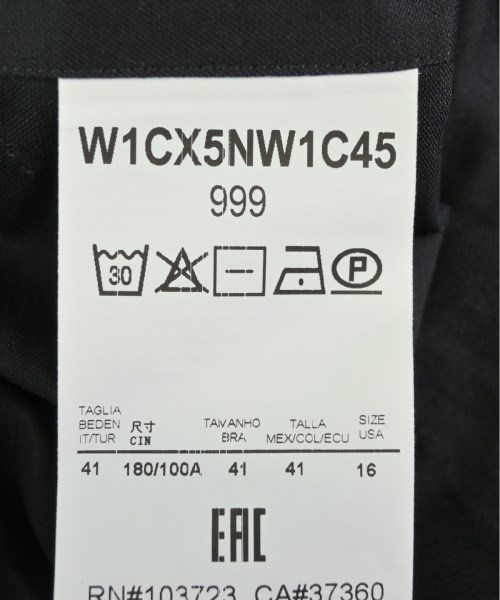 W1CX5NW1C45
999
30 P
TAGLIA
BEDEN
IT/TUR
尺寸
CIN
TAMANHO
BRA
TALLA
MEX/COL/ECU
SIZE
USA
41 180/100A 41 41 16
EAC
RN#103723 CA#37360